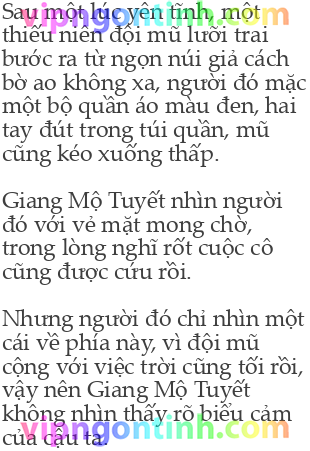 Sau một lúc yên tĩnh, một
thiếu niên đội mũ lưỡi trai
bước ra từ ngọn núi giả cách
bờ ao không xa, người đó mặc
một bộ quần áo màu đen, hai
tay đút trong túi quần, mũ
cũng kéo xuống thấp.
Giang Mộ Tuyết nhìn người
đó với vẻ mặt mong chờ,
trong lòng nghĩ rốt cuộc cô
cũng được cứu rồi.
Nhưng người đó chỉ nhìn một
cái về phía này, vì đội mũ
cộng với việc trời cũng tối rồi,
vậy nên Giang Mộ Tuyết
không nhìn thấy rõ biểu cảm
của cậu ta.
vipngontinh.com
vipngontinh.com
vipngontinh.com